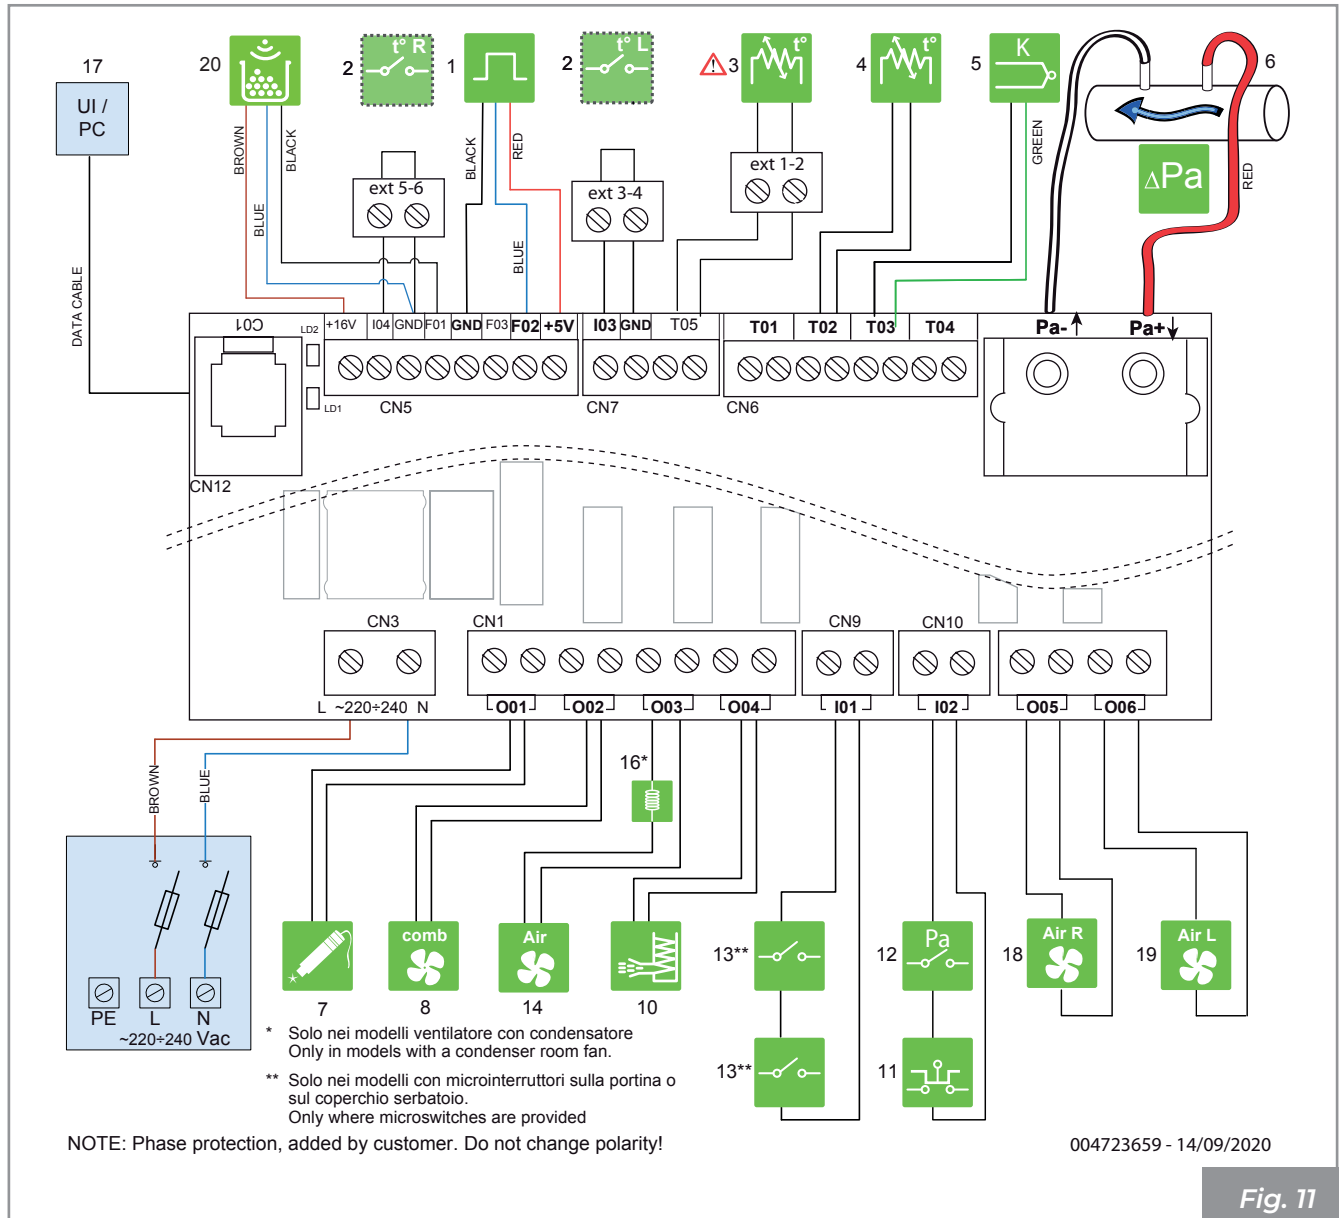 17
UI /
PC
20
2
t° R
1
2
t° L
3
t°
4
t°
5
K
6
ΔPa
RED
BROWN
BLUE
BLACK
BLACK
BLUE
RED
GREEN
DATA CABLE
ext 5-6
ext 3-4
ext 1-2
C01
LD2
LD1
+16V
I04
GND
F01
GND
F03
F02
+5V
I03
GND
T05
T01
T02
T03
T04
Pa-
Pa+
CN5
CN7
CN6
CN12
CN3
CN1
CN9
CN10
L ~220÷240 N
O01
O02
O03
O04
I01
I02
O05
O06
BROWN
BLUE
16*
PE
L
N
~220÷240 Vac
7
comb
8
Air
14
10
13**
13**
Pa
12
11
Air R
18
Air L
19
* Solo nei modelli ventilatore con condensatore
Only in models with a condenser room fan.
** Solo nei modelli con microinterruttori sulla portina o
sul coperchio serbatoio.
Only where microswitches are provided
NOTE: Phase protection, added by customer. Do not change polarity!
004723659 - 14/09/2020
Fig. 11